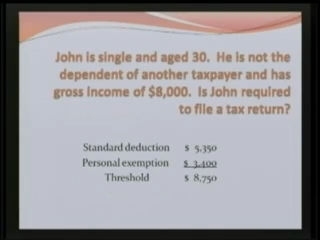 John is single and aged 30. He is not the
dependent of another taxpayer and has
gross income of $8,000. Is John required
to file a tax return?
Standard deduction $ 5,350
Personal exemption $ 3,400
Threshold $ 8,750